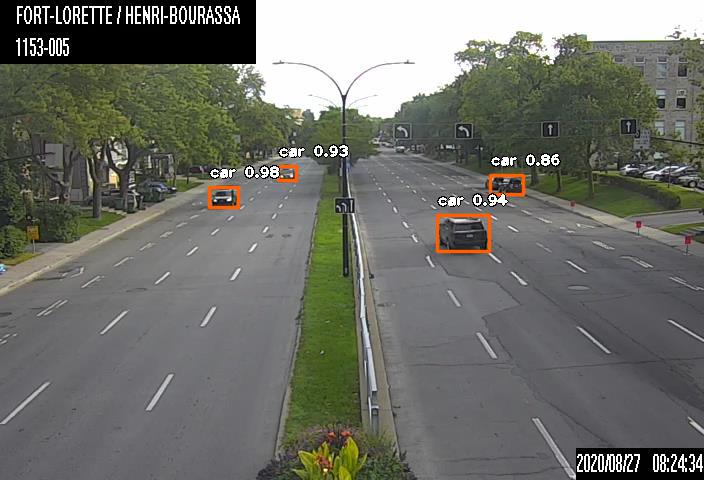 FORT-LORETTE / HENRI-BOURASSA
1153-005
car 0.93
car 0.86
car 0.98
car 0.94
2020/08/27 08:24:34